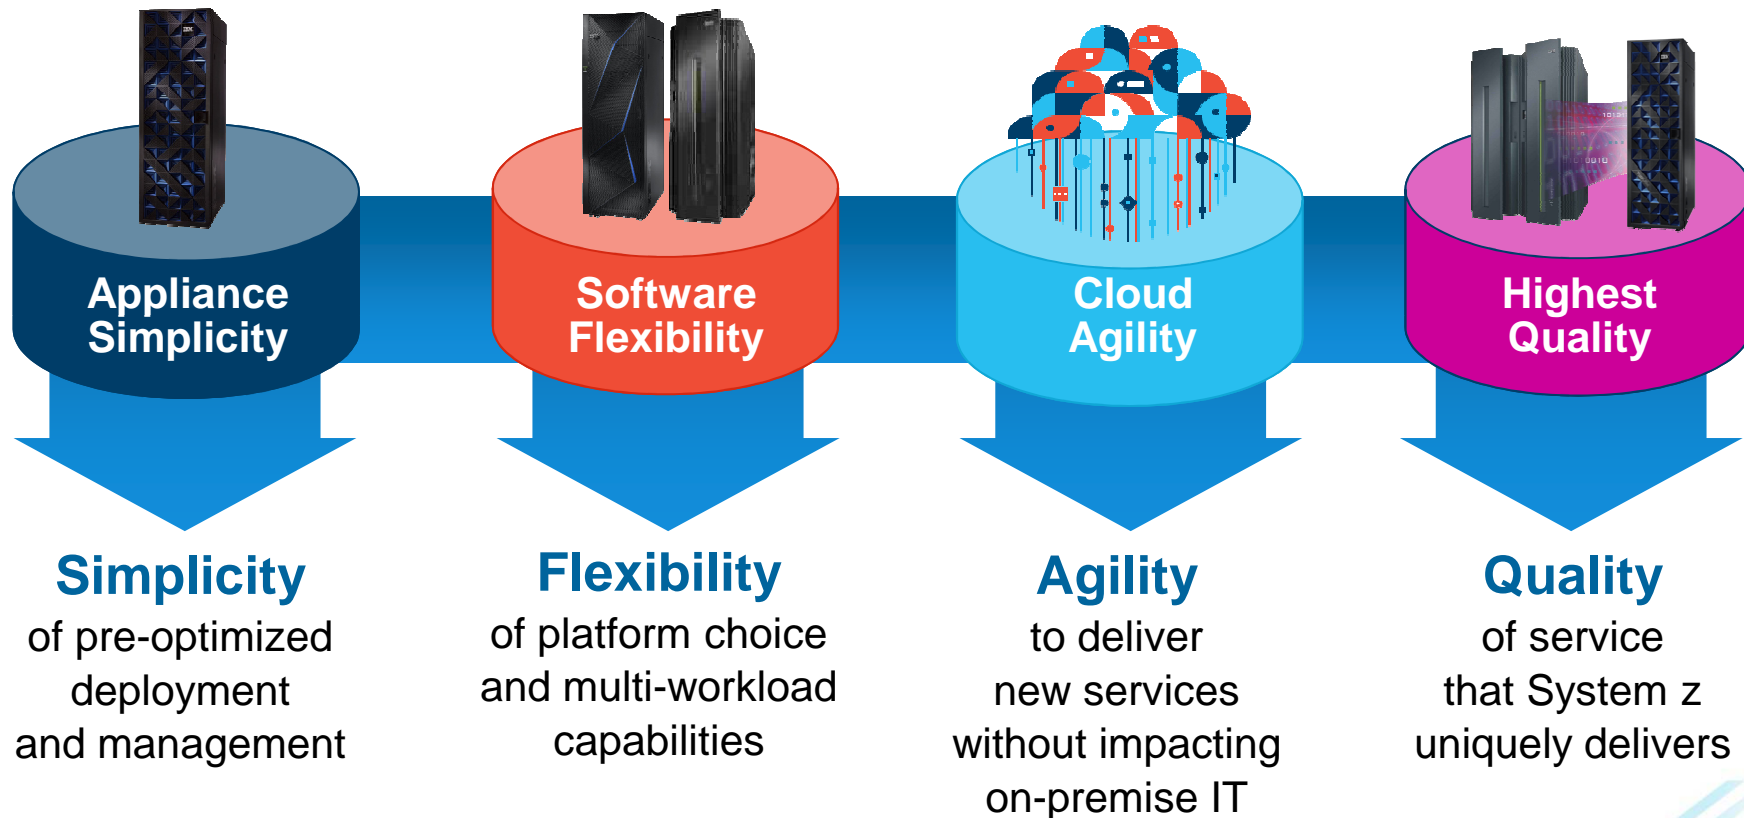 Appliance
Simplicity
Software
Flexibility
Cloud
Agility
Highest
Quality
Simplicity
of pre-optimized
deployment
and management
Flexibility
of platform choice
and multi-workload
capabilities
Agility
to deliver
new services
without impacting
on-premise IT
Quality
of service
that System z
uniquely delivers